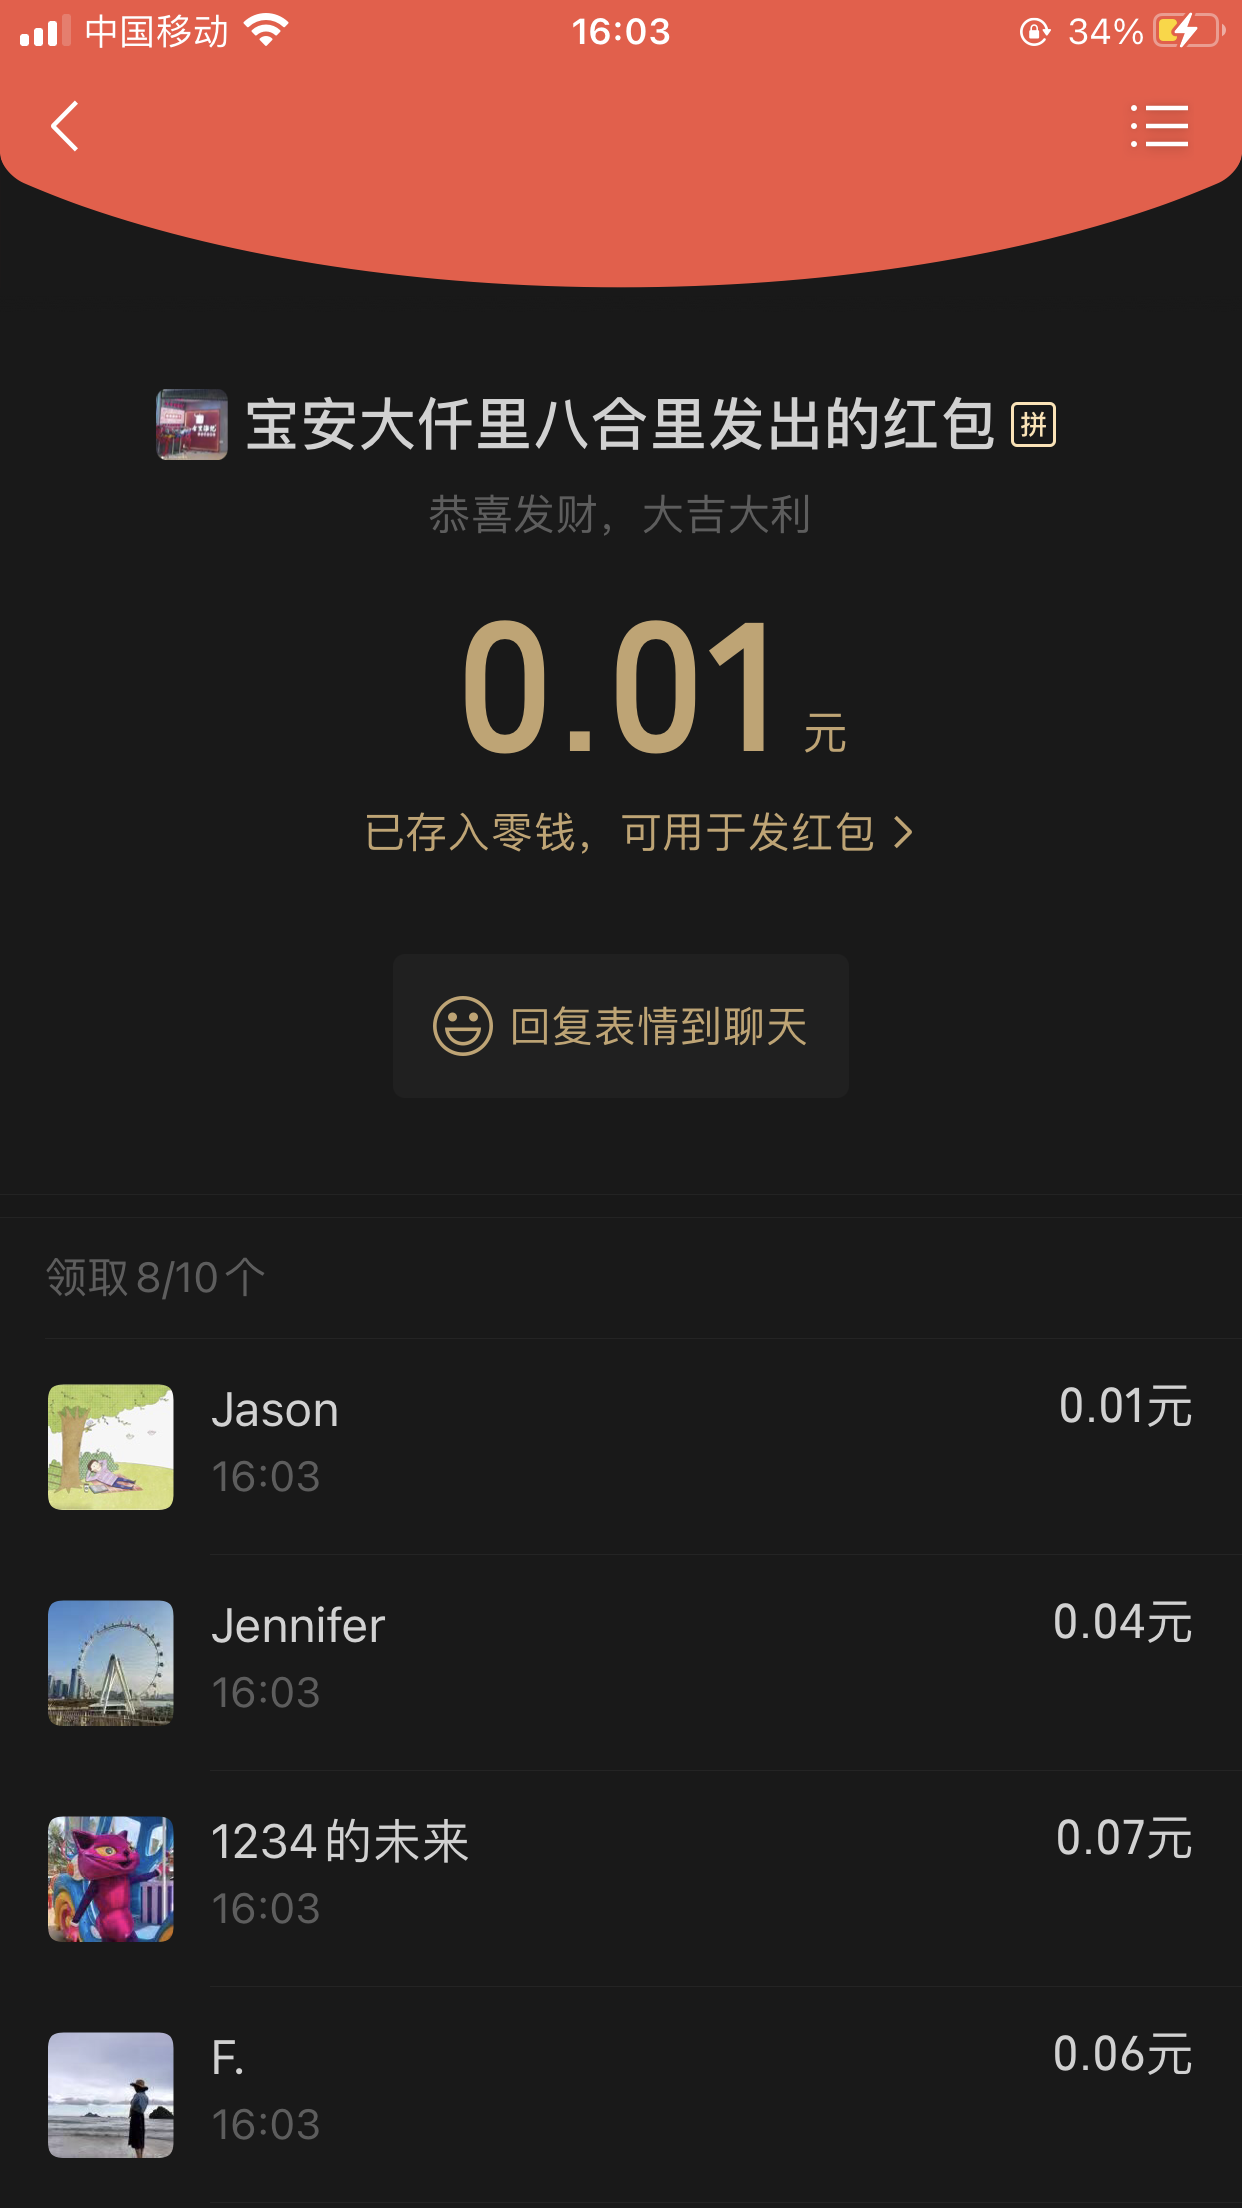 中国移动
16:03
34%
宝安大仟里八合里发出的红包 拼
恭喜发财，大吉大利
0.01元
已存入零钱，可用于发红包
回复表情到聊天
领取8/10个
Jason
0.01元
16:03
Jennifer
0.04元
16:03
1234的未来
0.07元
16:03
F.
0.06元
16:03